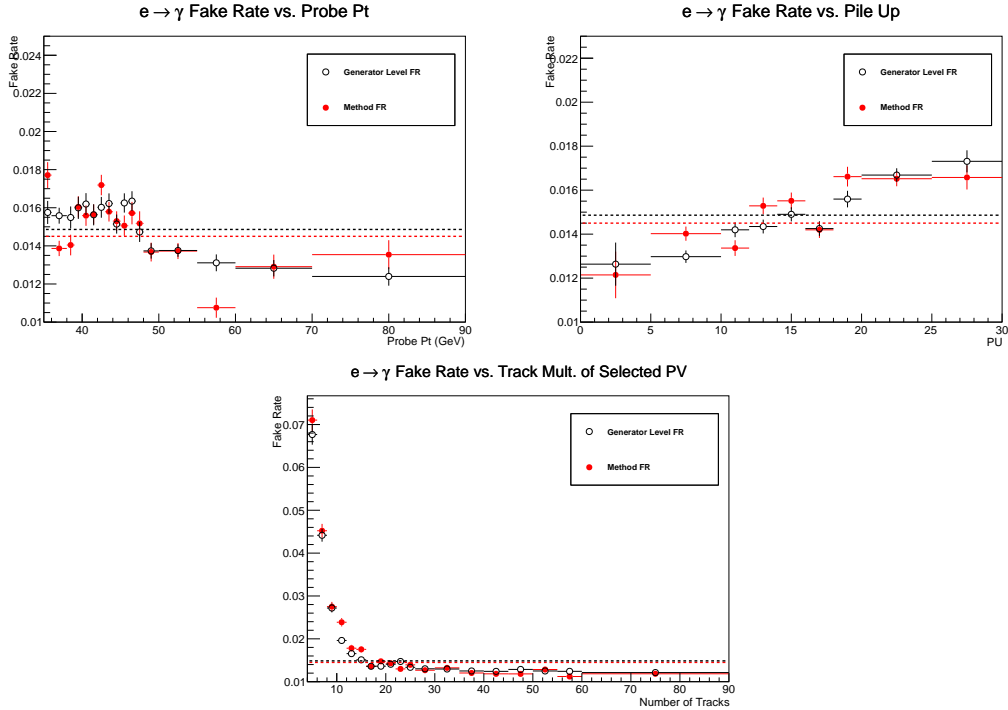 e → γ Fake Rate vs. Probe Pt
Fake Rate
0.024
0.022
0.02
0.018
0.016
0.014
0.012
0.01
Generator Level FR
Method FR
40 50 60 70 80 90
Probe Pt (GeV)
e → γ Fake Rate vs. Pile Up
Fake Rate
0.022
0.02
0.018
0.016
0.014
0.012
0.01
Generator Level FR
Method FR
0 5 10 15 20 25 30
PU
e → γ Fake Rate vs. Track Mult. of Selected PV
Fake Rate
0.07
0.06
0.05
0.04
0.03
0.02
0.01
Generator Level FR
Method FR
10 20 30 40 50 60 70 80 90
Number of Tracks